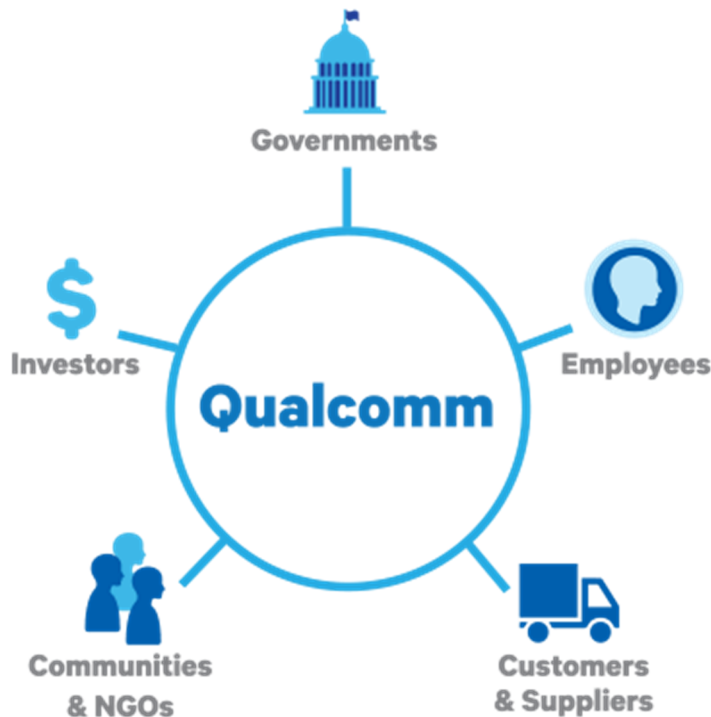 Governments
Investors
Employees
Qualcomm
Communities
& NGOs
Customers
& Suppliers